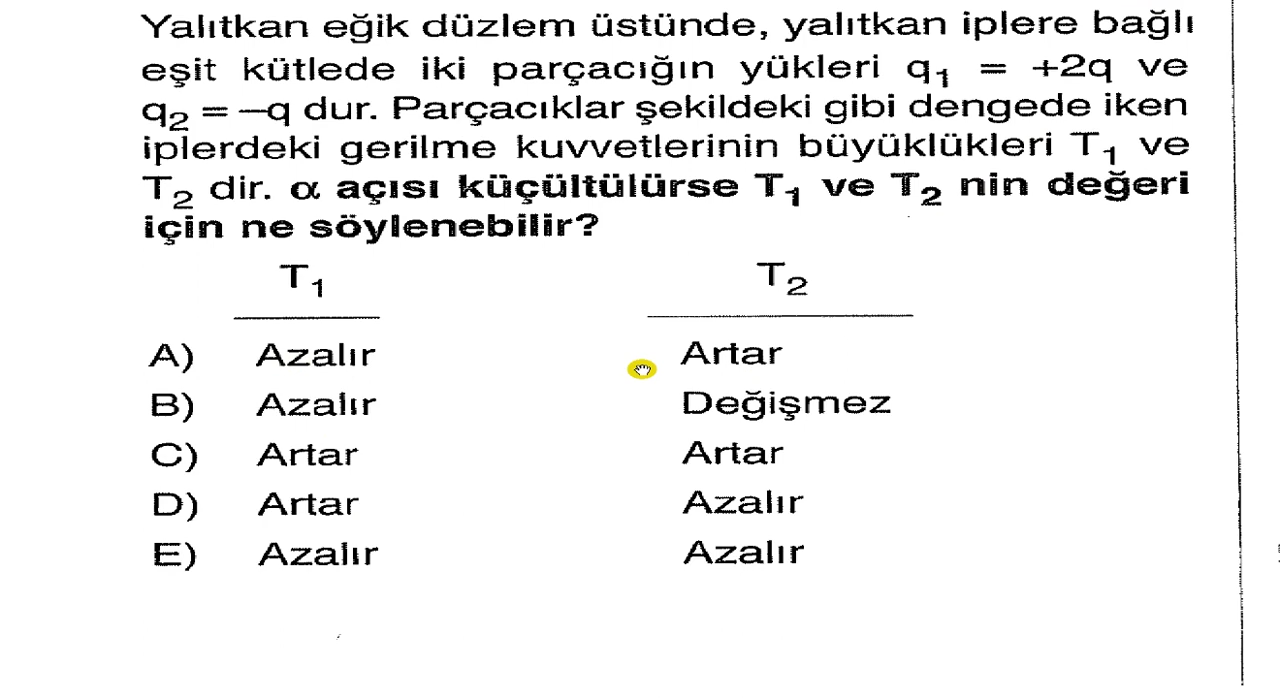 Yalıtkan eğik düzlem üstünde, yalıtkan iplere bağlı
eşit kütlede iki parçacığın yükleri q₁ = +2q ve
q₂ = –q dur. Parçacıklar şekildeki gibi dengede iken
iplerdeki gerilme kuvvetlerinin büyüklükleri T₁ ve
T₂ dir. α açısı küçültülürse T₁ ve T₂ nin değeri
için ne söylenebilir?
T₁ T₂
A) Azalır Artar
B) Azalır Değişmez
C) Artar Artar
D) Artar Azalır
E) Azalır Azalır